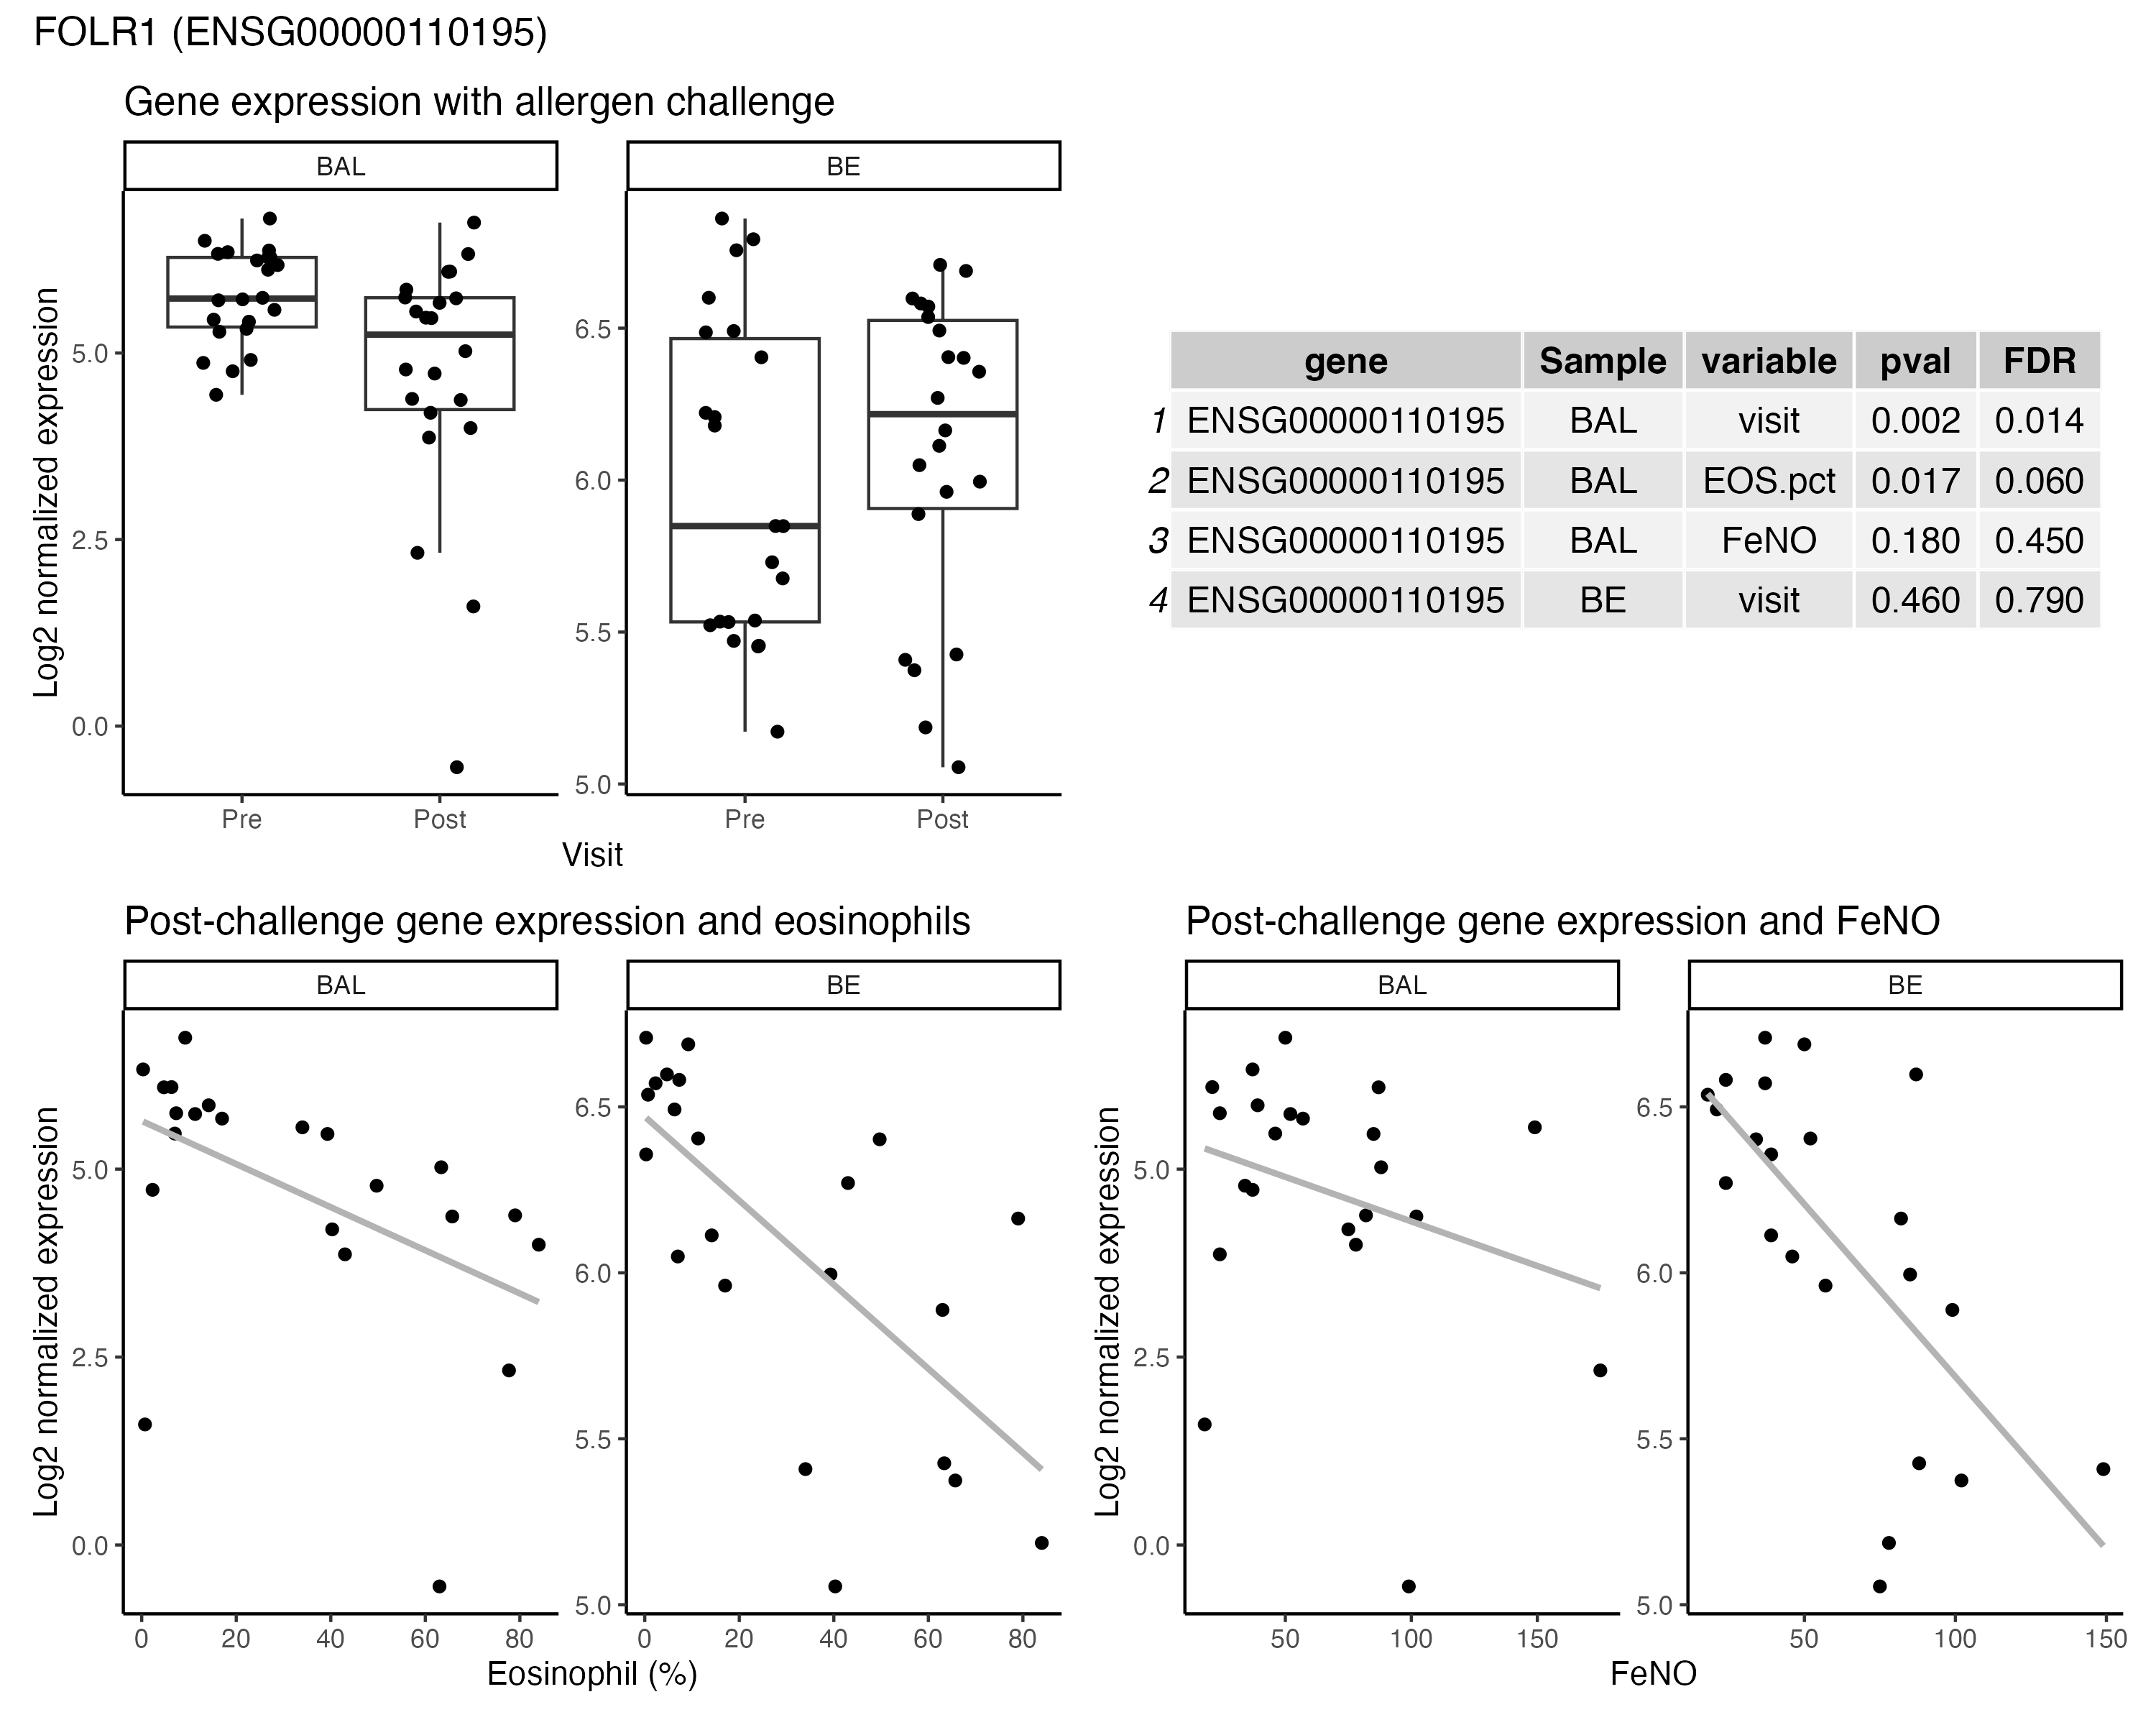 FOLR1 (ENSG00000110195)
Gene expression with allergen challenge
BAL BE
Log2 normalized expression
5.0
2.5
0.0
6.5
6.0
5.5
5.0
Pre Post Pre Post
Visit
gene Sample variable pval FDR
1 ENSG00000110195 BAL visit 0.002 0.014
2 ENSG00000110195 BAL EOS.pct 0.017 0.060
3 ENSG00000110195 BAL FeNO 0.180 0.450
4 ENSG00000110195 BE visit 0.460 0.790
Post-challenge gene expression and eosinophils
BAL BE
Log2 normalized expression
5.0
2.5
0.0
6.5
6.0
5.5
5.0
0 20 40 60 80 0 20 40 60 80
Eosinophil (%)
Post-challenge gene expression and FeNO
BAL BE
Log2 normalized expression
5.0
2.5
0.0
6.5
6.0
5.5
5.0
50 100 150 50 100 150
FeNO